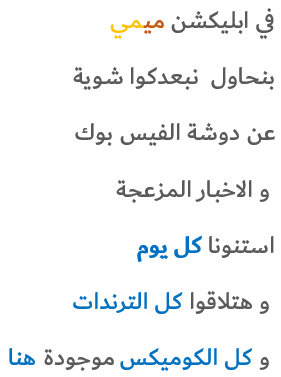 في ابليكشن ميمي
بنحاول نبعدكوا شوية
عن دوشة الفيس بوك
و الاخبار المزعجة
استنونا كل يوم
و هتلاقوا كل الترندات
و كل الكوميكس موجودة هنا